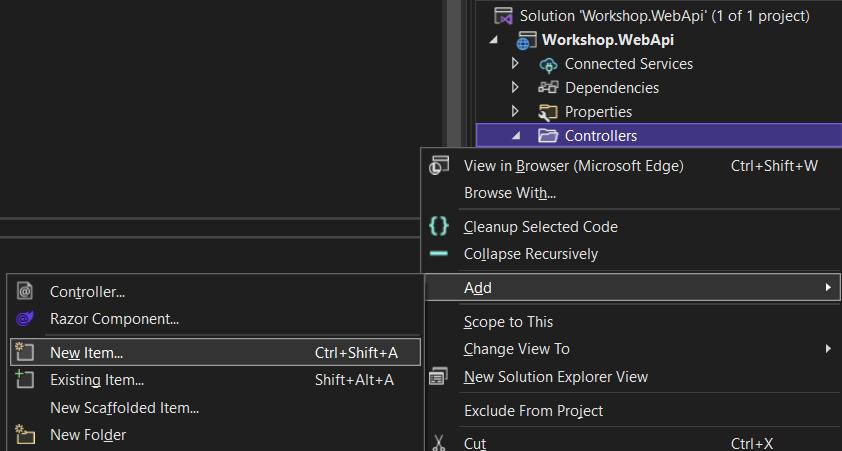 Solution 'Workshop.WebApi' (1 of 1 project)
Workshop.WebApi
Connected Services
Dependencies
Properties
Controllers
View in Browser (Microsoft Edge) Ctrl+Shift+W
Browse With...
Cleanup Selected Code
Collapse Recursively
Add
Scope to This
Change View To
New Solution Explorer View
Exclude From Project
Cut Ctrl+X
Controller...
Razor Component...
New Item... Ctrl+Shift+A
Existing Item... Shift+Alt+A
New Scaffolded Item...
New Folder